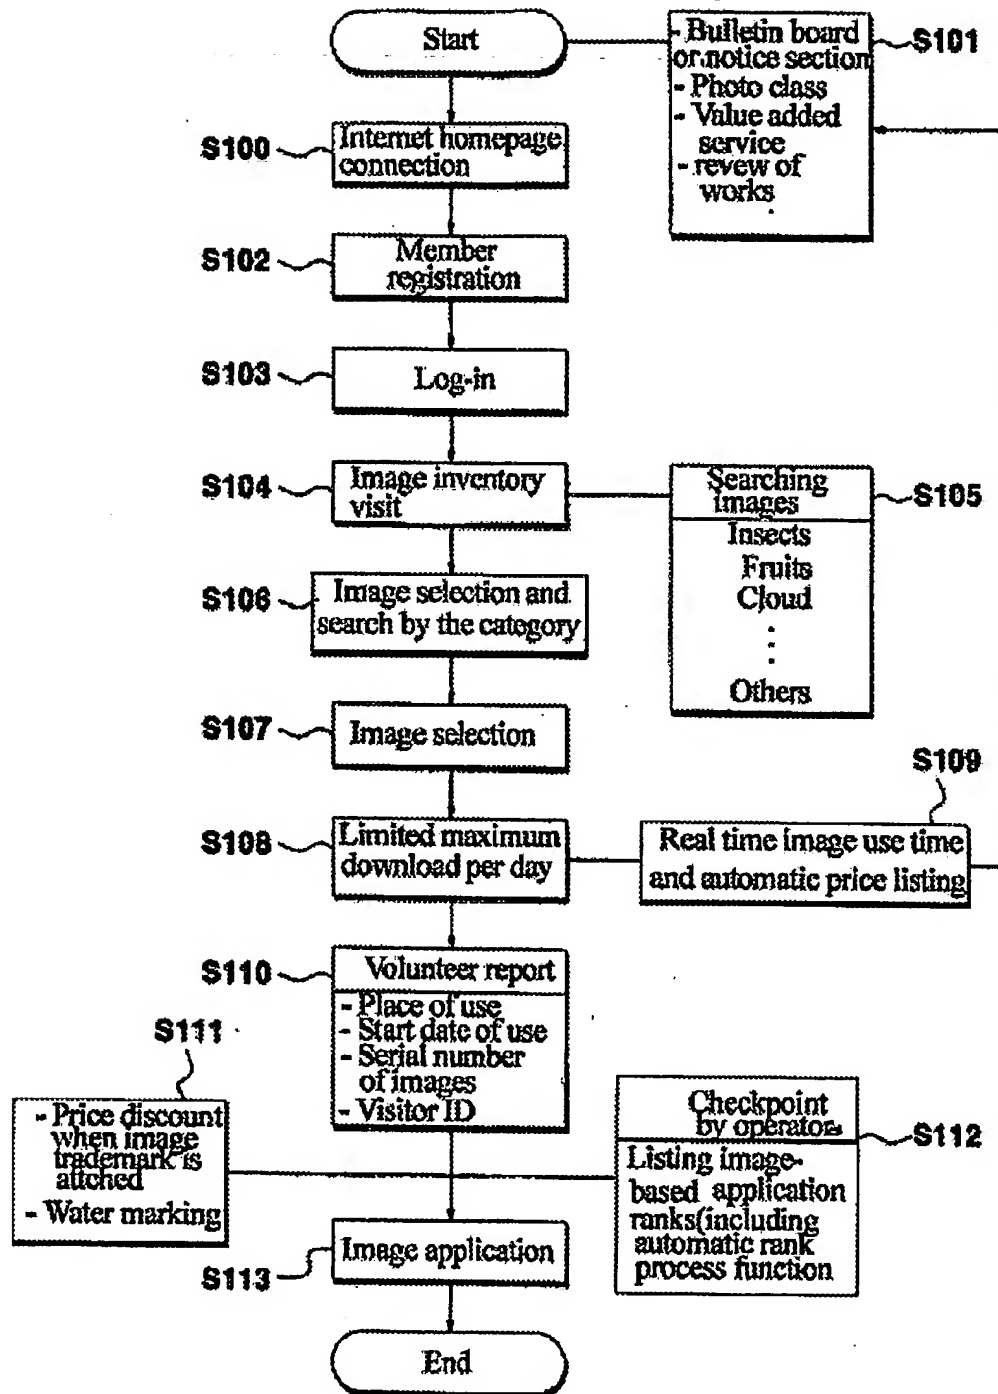 Start
- Bulletin board
or notice section
- Photo class
- Value added
service
- revew of
works
S101
S100
Internet homepage
connection
S102
Member
registration
S103
Log-in
S104
Image inventory
visit
Searching
images
Insects
Fruits
Cloud
Others
S105
S106
Image selection and
search by the category
S107
Image selection
S109
S108
Limited maximum
download per day
Real time image use time
and automatic price listing
S110
Volunteer report
- Place of use
- Start date of use
- Serial number
of images
- Visitor ID
S111
- Price discount
when image
trademark is
attched
- Water marking
Checkpoint
by operator
S112
Listing image-
based application
ranks(including
automatic rank
process function
S113
Image application
End